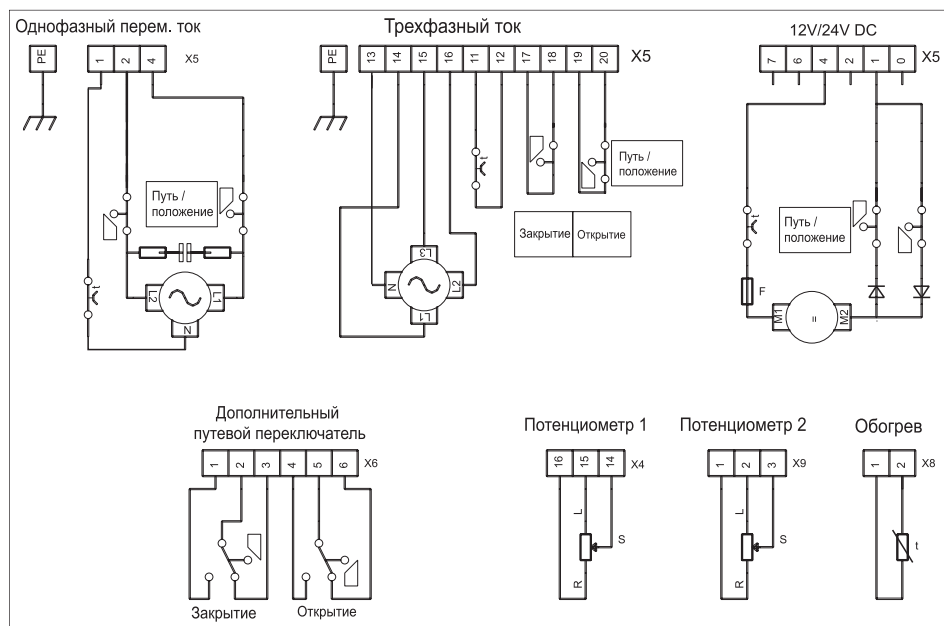 Однофазный перем. ток
PE
1
2
4
X5
Путь /
положение
t
L2
L1
N
Трехфазный ток
PE
13
14
15
16
11
12
17
18
19
20
X5
t
Путь /
положение
Закрытие
Открытие
L3
N
L2
L1
12V/24V DC
7
6
4
2
1
0
X5
t
Путь /
положение
F
M1
=
M2
Дополнительный
путевой переключатель
1
2
3
4
5
6
X6
Закрытие
Открытие
Потенциометр 1
16
15
14
X4
L
S
R
Потенциометр 2
1
2
3
X9
L
S
R
Обогрев
1
2
X8
t